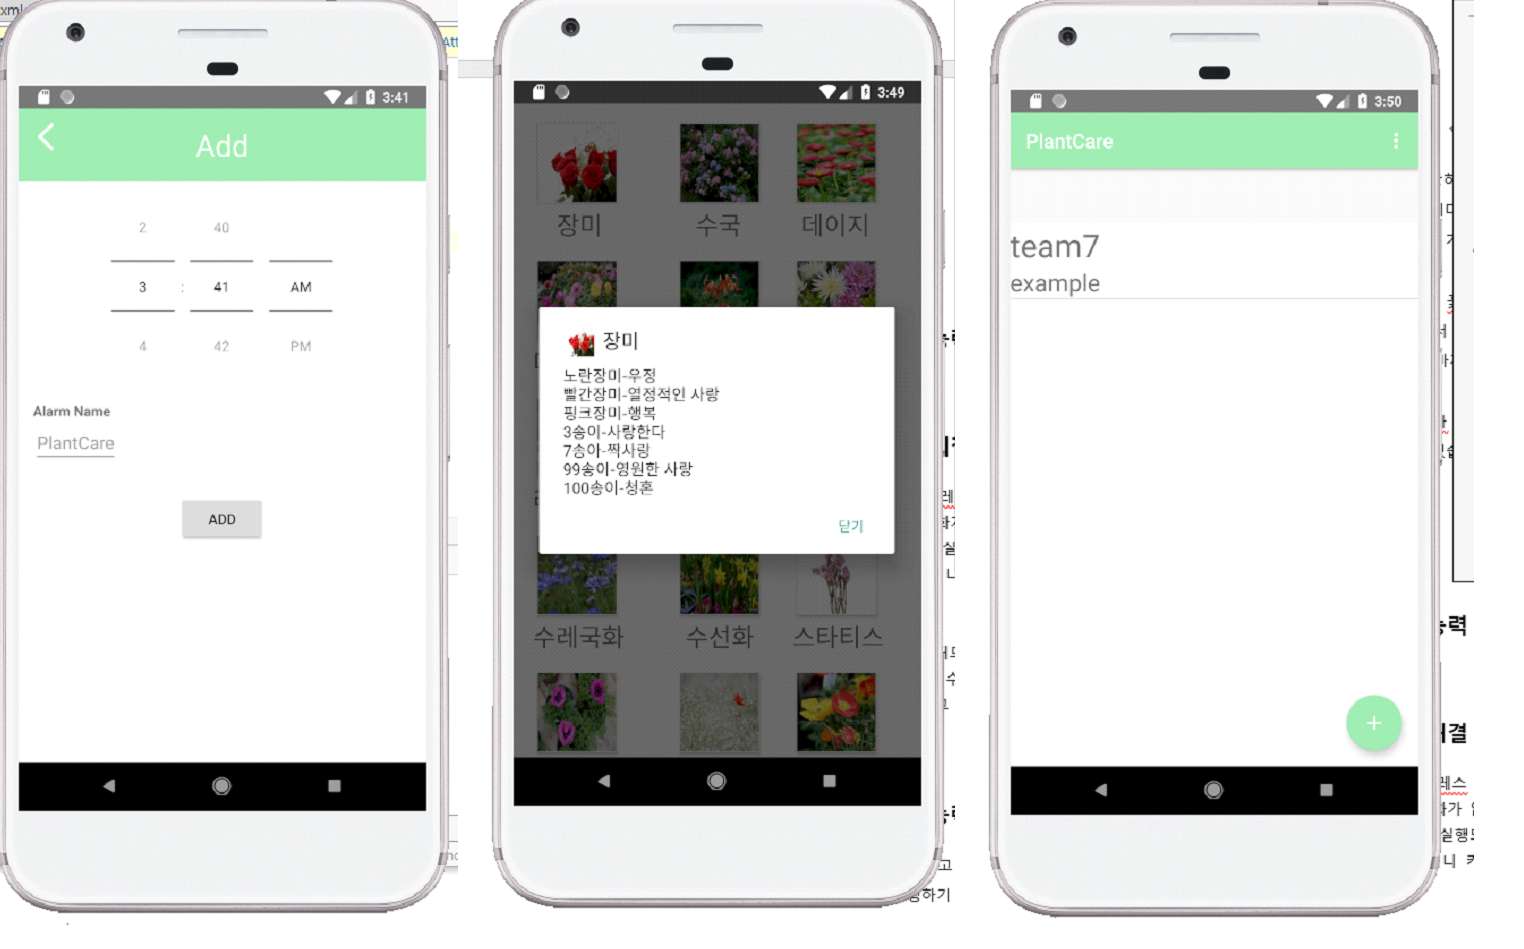 3:41
Add
2 40
3 : 41 AM
4 42 PM
Alarm Name
PlantCare
ADD
3:49
장미 수국 데이지
장미
노란장미-우정
빨간장미-열정적인 사랑
핑크장미-행복
3송이-사랑한다
7송아-짝사랑
99송이-영원한 사랑
100송이-청혼
닫기
수레국화 수선화 스타티스
3:50
PlantCare
team7
example
+